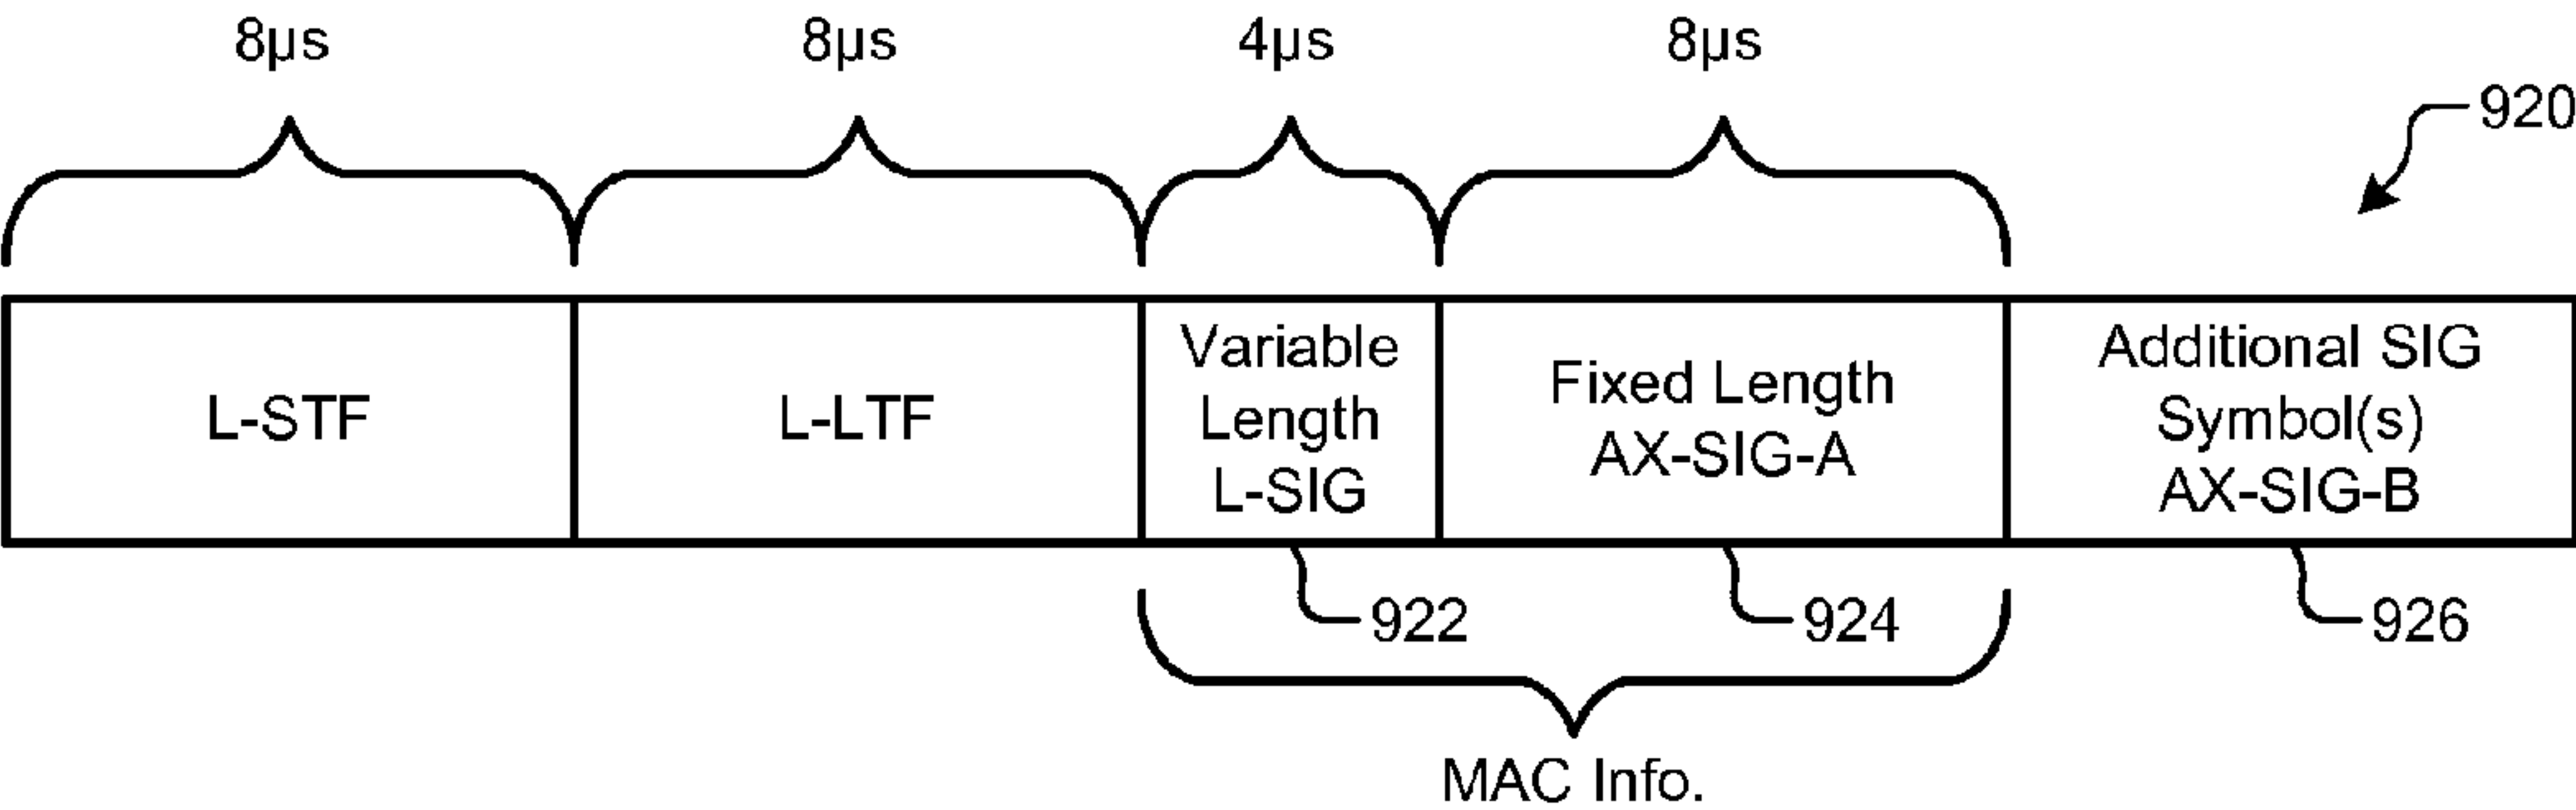 8µs
8µs
4µs
8µs
920
L-STF
L-LTF
Variable
Length
L-SIG
Fixed Length
AX-SIG-A
Additional SIG
Symbol(s)
AX-SIG-B
922
924
926
MAC Info.